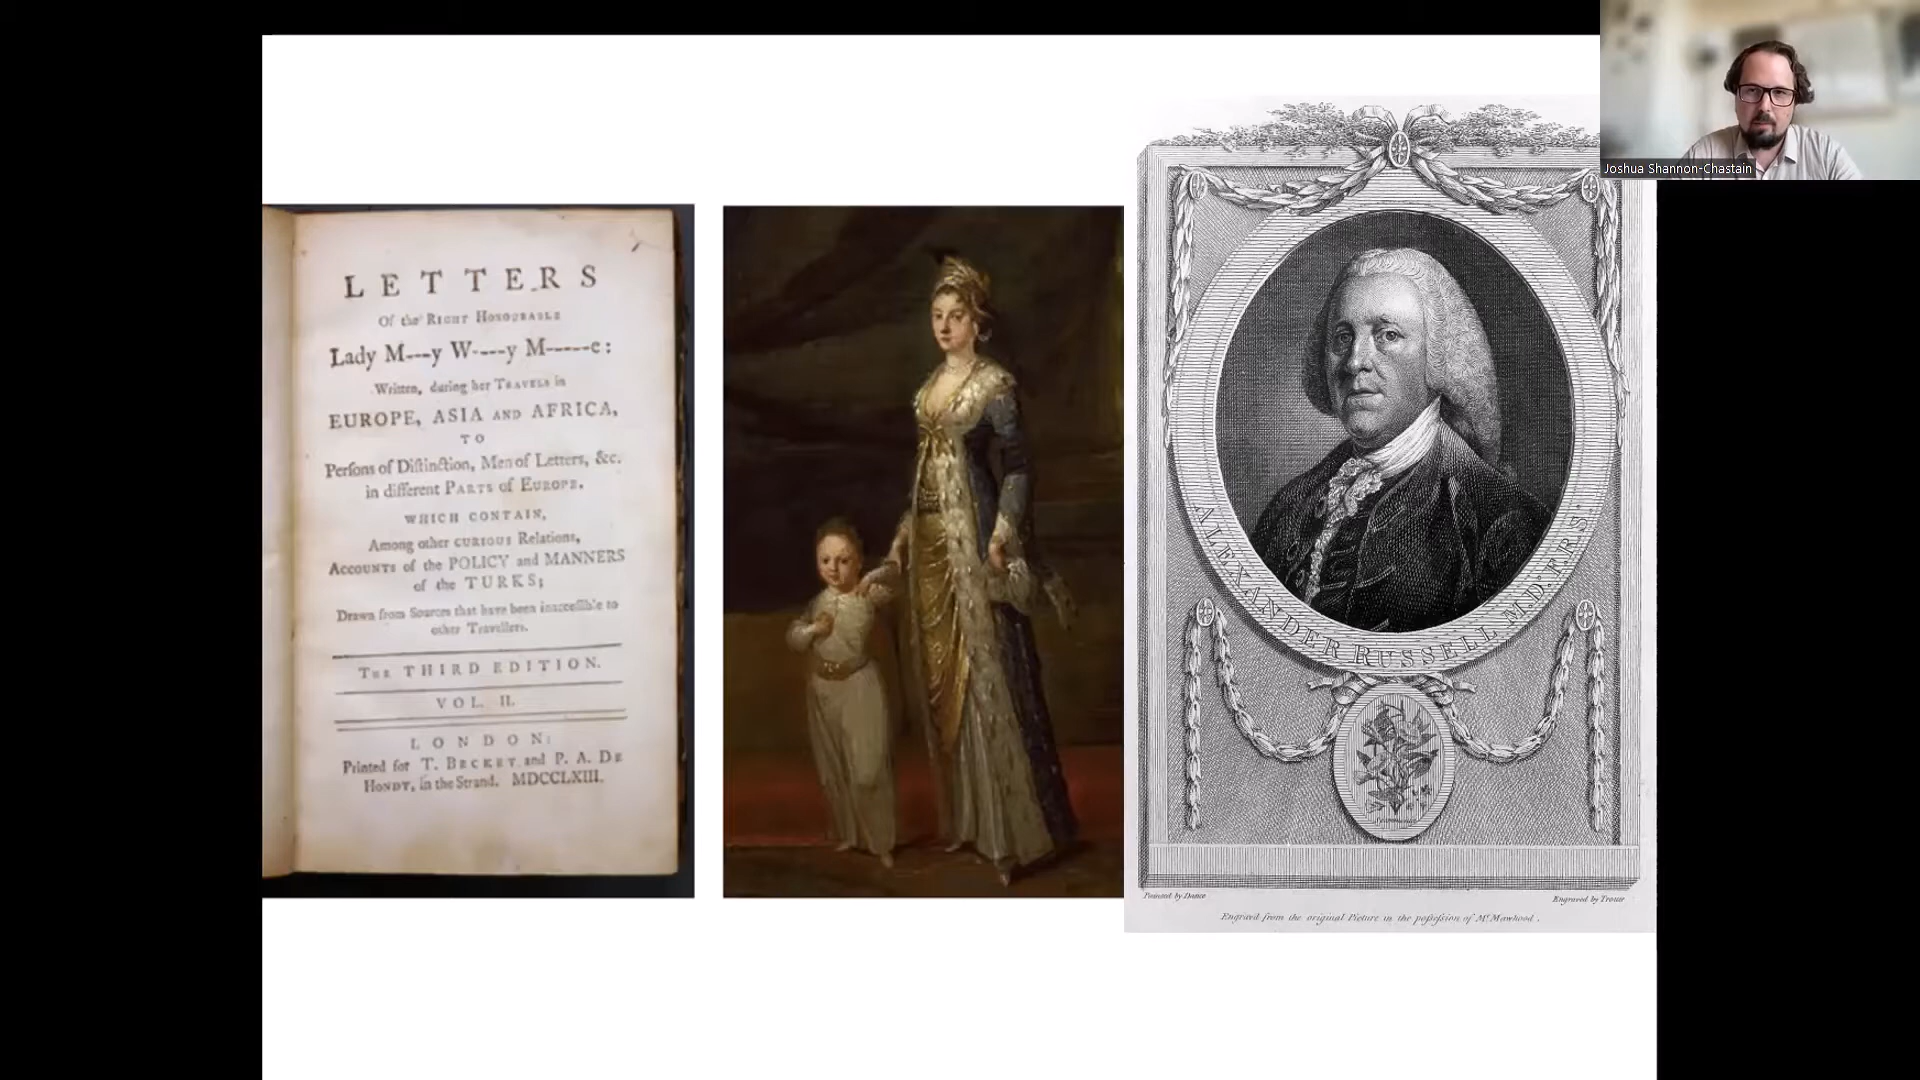 LETTERS
Of the RIGHT HONOURABLE
Lady M---y W----y M-----e:
Written, during her TRAVELS in
EUROPE, ASIA AND AFRICA,
TO
Perſons of Diſtinction, Men of Letters, &c.
in different PARTS of EUROPE.
WHICH CONTAIN,
Among other CURIOUS Relations,
ACCOUNTS of the POLICY and MANNERS
of the TURKS;
Drawn from Sources that have been inacceſſible to
other Travellers.
THE THIRD EDITION.
VOL. II.
LONDON:
Printed for T. BECKET and P. A. DE
HONDT, in the Strand. MDCCLXIII.
ALEXANDER RUSSELL, M.D. F.R.S.
Painted by Dance
Engraved by Trotter
Engraved from the original Picture in the poſseſsion of Mr. Mawhood.
Joshua Shannon-Chastain